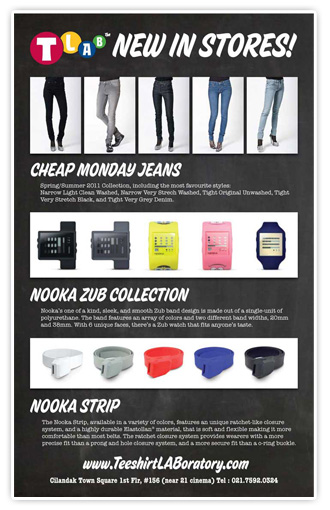 TLAB™ NEW IN STORES!
CHEAP MONDAY JEANS
Spring/Summer 2011 Collection, including the most favourite styles:
Narrow Light Clean Washed, Narrow Very Strech Washed, Tight Original Unwashed, Tight
Very Stretch Black, and Tight Very Grey Denim.
NOOKA ZUB COLLECTION
Nooka's one of a kind, sleek, and smooth Zub band design is made out of a single-unit of
polyurethane. The band features an array of colors and two different band widths, 20mm
and 38mm. With 6 unique faces, there's a Zub watch that fits anyone's taste.
NOOKA STRIP
The Nooka Strip, available in a variety of colors, features an unique ratchet-like closure
system, and a highly durable Elastollan® material, that is soft and flexible making it more
comfortable than most belts. The ratchet closure system provides wearers with a more
precise fit than a prong and hole closure system, and a more secure fit than a o-ring buckle.
www.TeeshirtLABoratory.com
Cilandak Town Square 1st Flr, #156 (near 21 cinema) Tel : 021.7592.0324